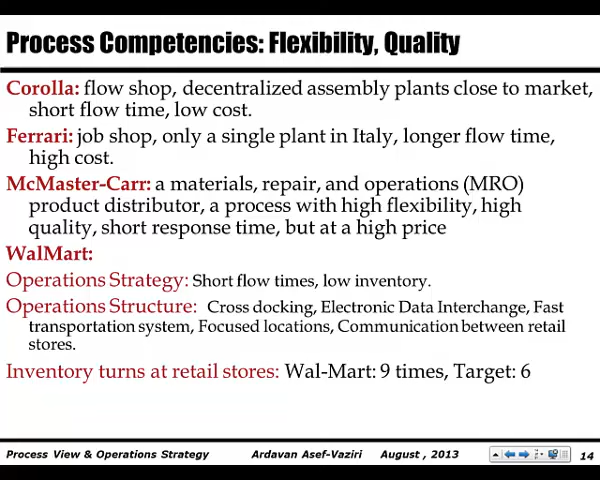 Process Competencies: Flexibility, Quality
Corolla: flow shop, decentralized assembly plants close to market,
short flow time, low cost.
Ferrari: job shop, only a single plant in Italy, longer flow time,
high cost.
McMaster-Carr: a materials, repair, and operations (MRO)
product distributor, a process with high flexibility, high
quality, short response time, but at a high price
WalMart:
Operations Strategy: Short flow times, low inventory.
Operations Structure: Cross docking, Electronic Data Interchange, Fast
transportation system, Focused locations, Communication between retail
stores.
Inventory turns at retail stores: Wal-Mart: 9 times, Target: 6
Process View & Operations Strategy Ardavan Asef-Vaziri August , 2013 14